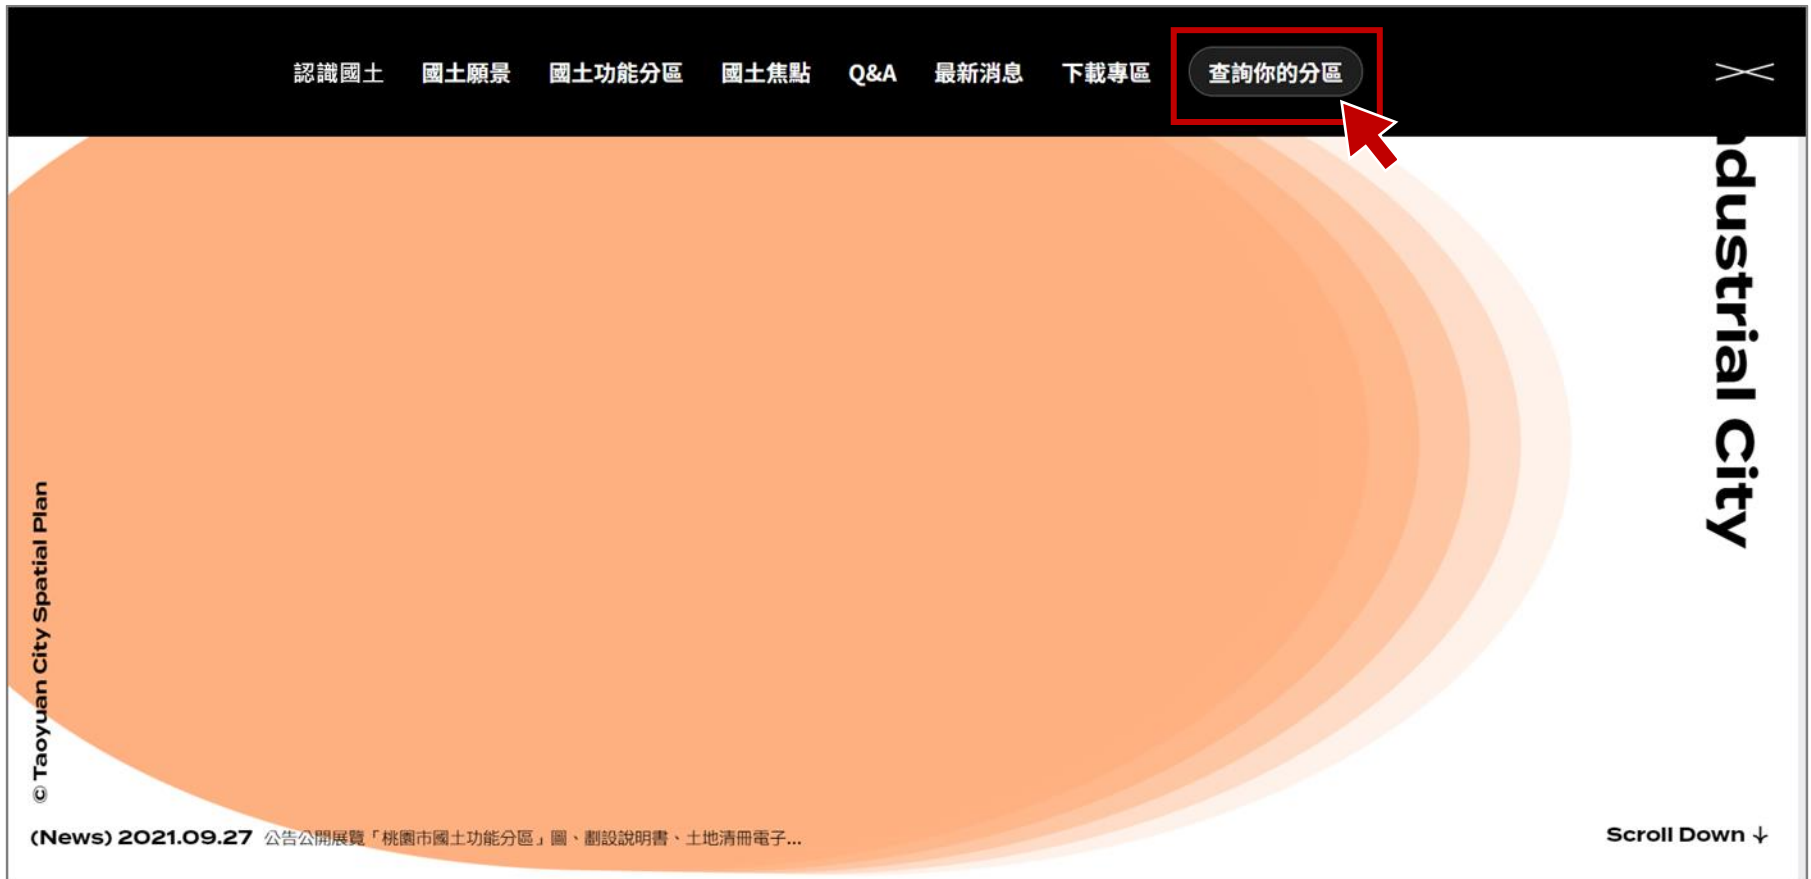 認識國土
國土願景
國土功能分區
國土焦點
Q&A
最新消息
下載專區
查詢你的分區
dustrial City
© Taoyuan City Spatial Plan
(News) 2021.09.27 公告公開展覽「桃園市國土功能分區」圖、劃設說明書、土地清冊電子...
Scroll Down ↓